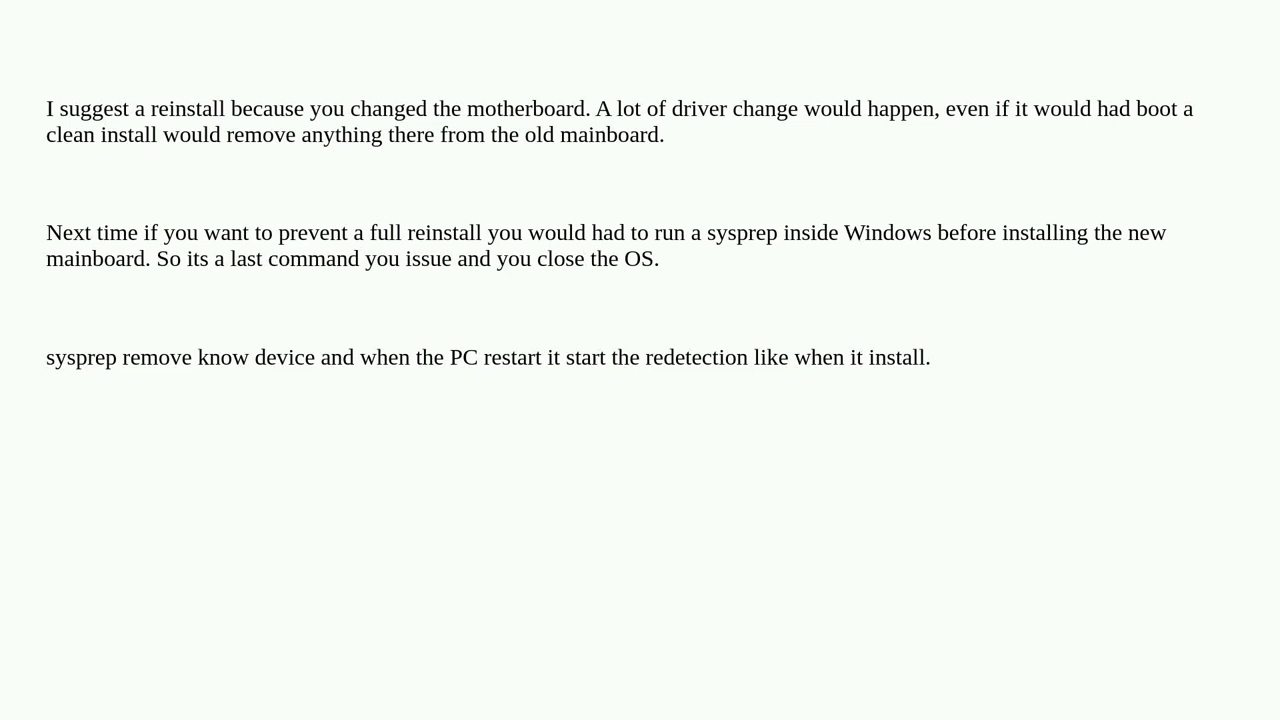 I suggest a reinstall because you changed the motherboard. A lot of driver change would happen, even if it would had boot a
clean install would remove anything there from the old mainboard.
Next time if you want to prevent a full reinstall you would had to run a sysprep inside Windows before installing the new
mainboard. So its a last command you issue and you close the OS.
sysprep remove know device and when the PC restart it start the redetection like when it install.